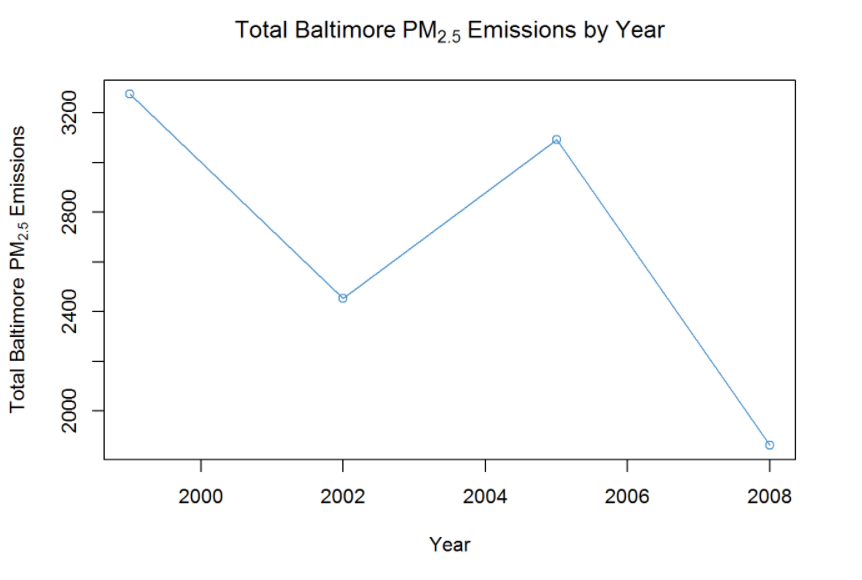 Total Baltimore PM2.5 Emissions by Year
Total Baltimore PM2.5 Emissions
3200
2800
2400
2000
2000 2002 2004 2006 2008
Year